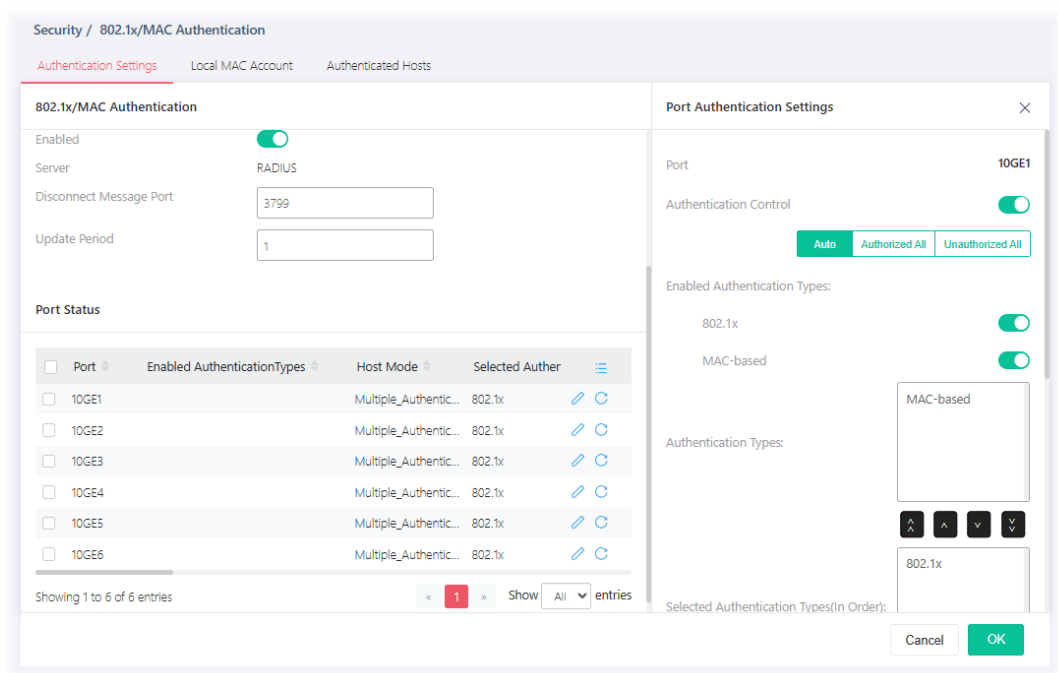 Security / 802.1x/MAC Authentication
Authentication Settings Local MAC Account Authenticated Hosts
802.1x/MAC Authentication
Enabled
Server RADIUS
Disconnect Message Port 3799
Update Period 1
Port Status
Port Enabled AuthenticationTypes Host Mode Selected Auther
10GE1 Multiple_Authentic... 802.1x
10GE2 Multiple_Authentic... 802.1x
10GE3 Multiple_Authentic... 802.1x
10GE4 Multiple_Authentic... 802.1x
10GE5 Multiple_Authentic... 802.1x
10GE6 Multiple_Authentic... 802.1x
Showing 1 to 6 of 6 entries « 1 » Show All entries
Port Authentication Settings
Port 10GE1
Authentication Control
Auto Authorized All Unauthorized All
Enabled Authentication Types:
802.1x
MAC-based
MAC-based
Authentication Types:
802.1x
Selected Authentication Types(In Order):
Cancel OK